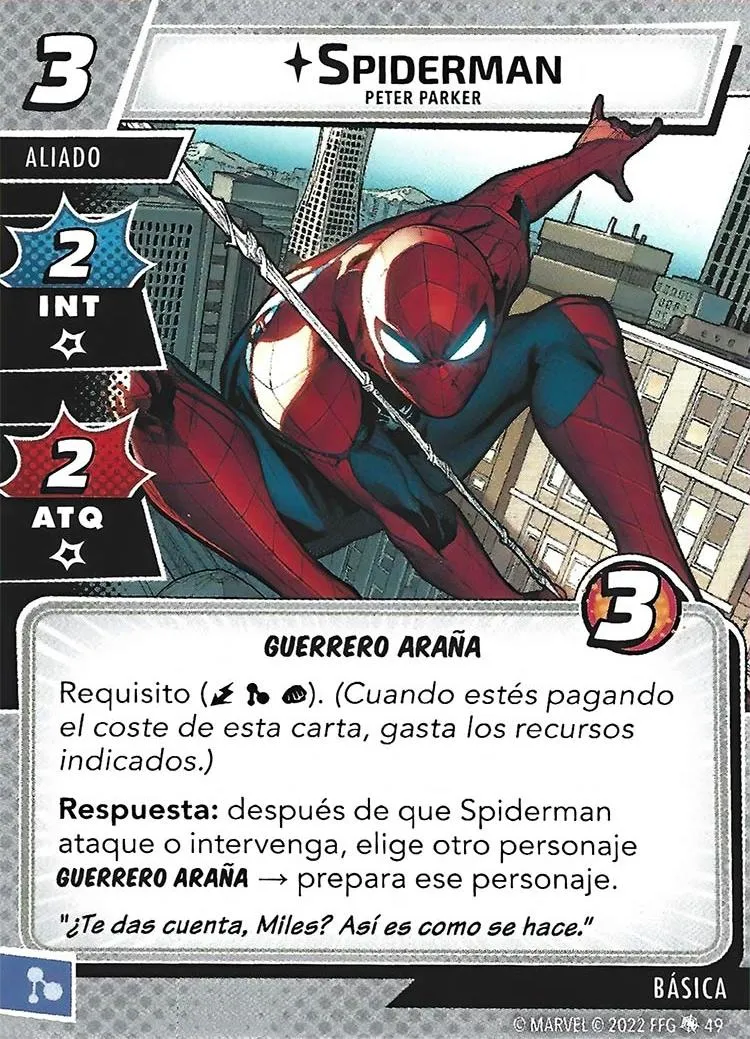 3
SPIDERMAN
PETER PARKER
ALIADO
2
INT
2
ATQ
3
GUERRERO ARAÑA
Requisito ( ). (Cuando estés pagando
el coste de esta carta, gasta los recursos
indicados.)
Respuesta: después de que Spiderman
ataque o intervenga, elige otro personaje
GUERRERO ARAÑA → prepara ese personaje.
"¿Te das cuenta, Miles? Así es como se hace."
BÁSICA
© MARVEL © 2022 FFG 49